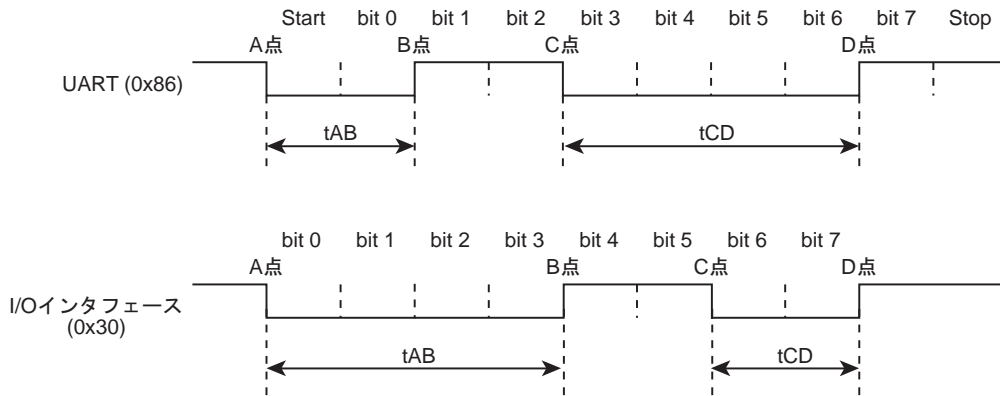 Start bit 0 bit 1 bit 2 bit 3 bit 4 bit 5 bit 6 bit 7 Stop
A点 B点 C点 D点
UART (0x86)
tAB tCD
bit 0 bit 1 bit 2 bit 3 bit 4 bit 5 bit 6 bit 7
A点 B点 C点 D点
I/Oインタフェース
(0x30)
tAB tCD